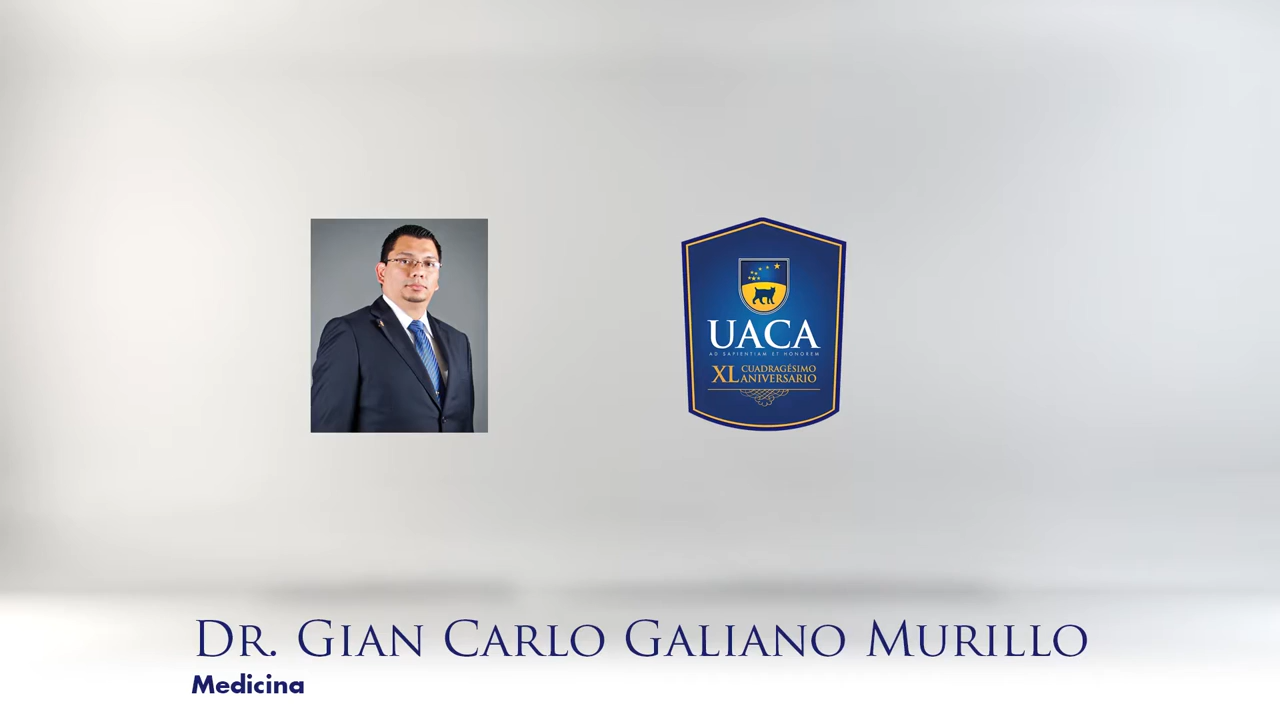 UACA
AD SAPIENTIAM ET HONOREM
XL CUADRAGÉSIMO
ANIVERSARIO
DR. GIAN CARLO GALIANO MURILLO
Medicina